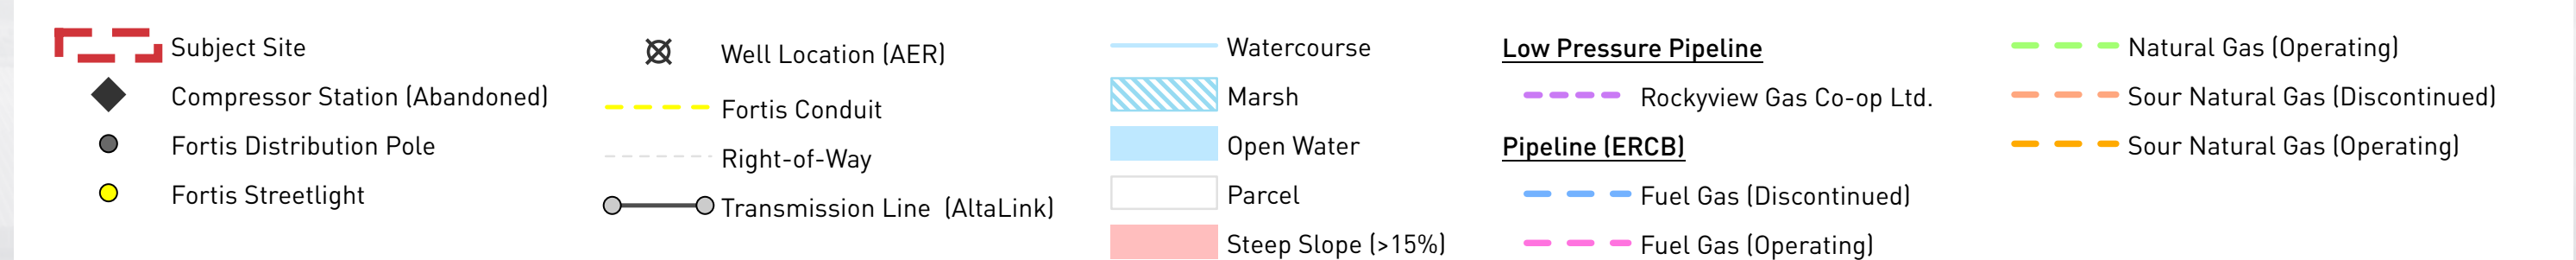 Subject Site
Compressor Station (Abandoned)
Fortis Distribution Pole
Fortis Streetlight
Well Location (AER)
Fortis Conduit
Right-of-Way
Transmission Line (AltaLink)
Watercourse
Marsh
Open Water
Parcel
Steep Slope (>15%)
Low Pressure Pipeline
Rockyview Gas Co-op Ltd.
Pipeline (ERCB)
Fuel Gas (Discontinued)
Fuel Gas (Operating)
Natural Gas (Operating)
Sour Natural Gas (Discontinued)
Sour Natural Gas (Operating)